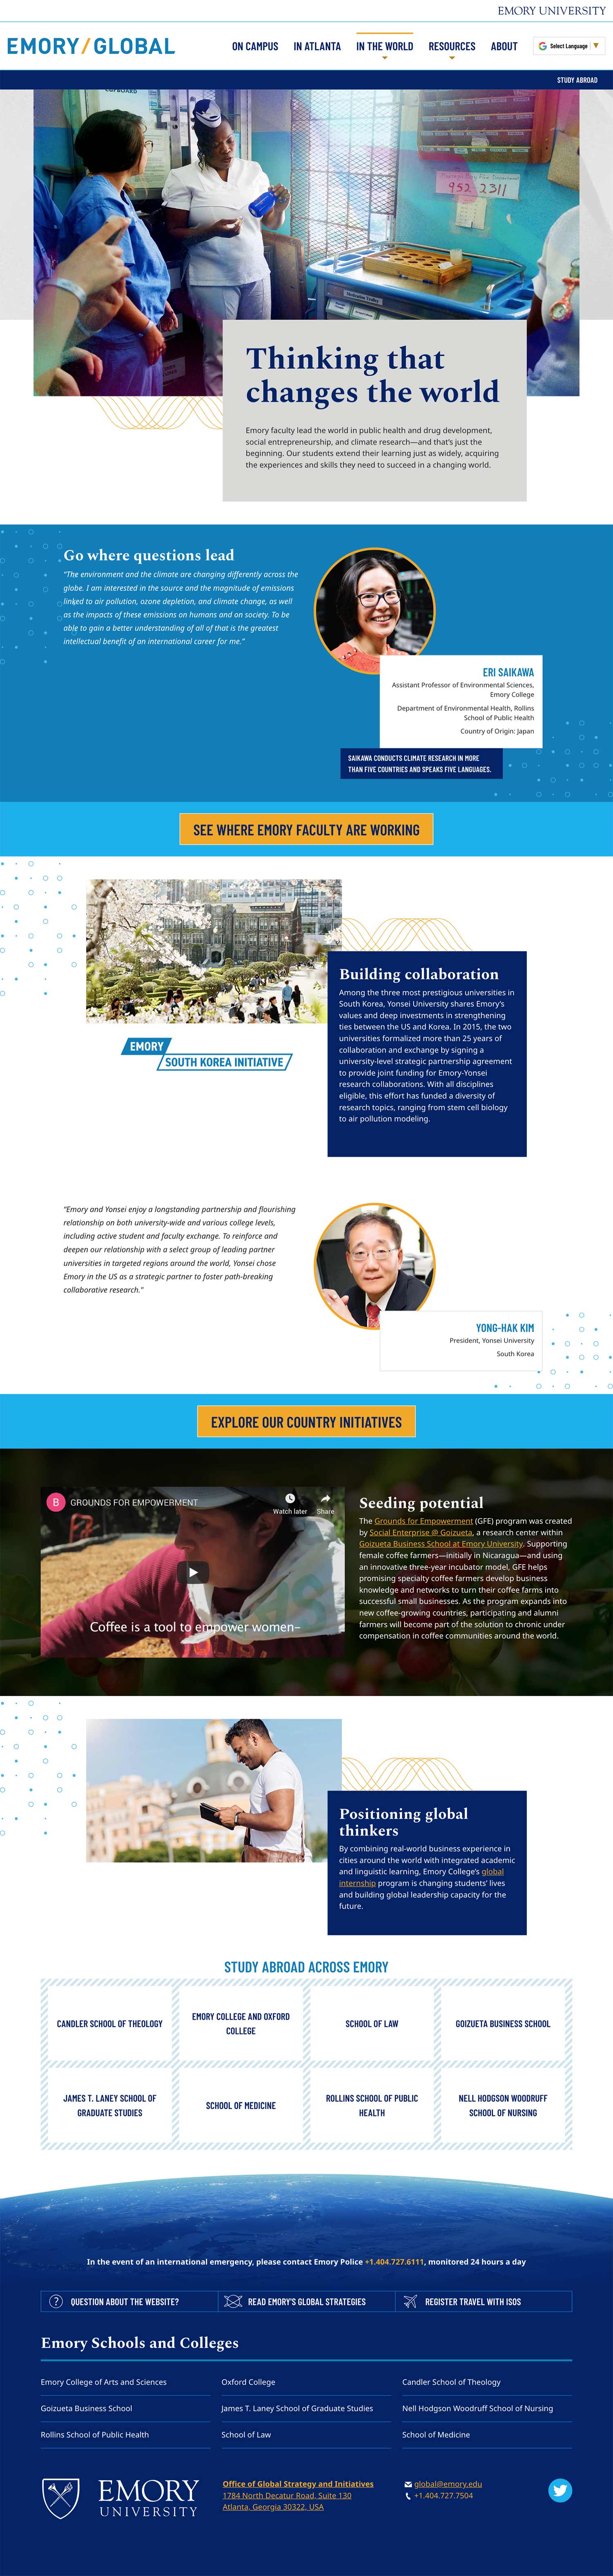 EMORY UNIVERSITY
EMORY/GLOBAL
ON CAMPUS
IN ATLANTA
IN THE WORLD
RESOURCES
ABOUT
Select Language
STUDY ABROAD
CUPBOARD
952 2311
Thinking that
changes the world
Emory faculty lead the world in public health and drug development,
social entrepreneurship, and climate research—and that's just the
beginning. Our students extend their learning just as widely, acquiring
the experiences and skills they need to succeed in a changing world.
Go where questions lead
"The environment and the climate are changing differently across the
globe. I am interested in the source and the magnitude of emissions
linked to air pollution, ozone depletion, and climate change, as well
as the impacts of these emissions on humans and on society. To be
able to gain a better understanding of all of that is the greatest
intellectual benefit of an international career for me."
ERI SAIKAWA
Assistant Professor of Environmental Sciences,
Emory College
Department of Environmental Health, Rollins
School of Public Health
Country of Origin: Japan
SAIKAWA CONDUCTS CLIMATE RESEARCH IN MORE
THAN FIVE COUNTRIES AND SPEAKS FIVE LANGUAGES.
SEE WHERE EMORY FACULTY ARE WORKING
EMORY
SOUTH KOREA INITIATIVE
Building collaboration
Among the three most prestigious universities in
South Korea, Yonsei University shares Emory's
values and deep investments in strengthening
ties between the US and Korea. In 2015, the two
universities formalized more than 25 years of
collaboration and exchange by signing a
university-level strategic partnership agreement
to provide joint funding for Emory-Yonsei
research collaborations. With all disciplines
eligible, this effort has funded a diversity of
research topics, ranging from stem cell biology
to air pollution modeling.
"Emory and Yonsei enjoy a longstanding partnership and flourishing
relationship on both university-wide and various college levels,
including active student and faculty exchange. To reinforce and
deepen our relationship with a select group of leading partner
universities in targeted regions around the world, Yonsei chose
Emory in the US as a strategic partner to foster path-breaking
collaborative research."
YONG-HAK KIM
President, Yonsei University
South Korea
EXPLORE OUR COUNTRY INITIATIVES
B
GROUNDS FOR EMPOWERMENT
Watch later
Share
Coffee is a tool to empower women–
Seeding potential
The Grounds for Empowerment (GFE) program was created
by Social Enterprise @ Goizueta, a research center within
Goizueta Business School at Emory University. Supporting
female coffee farmers—initially in Nicaragua—and using
an innovative three-year incubator model, GFE helps
promising specialty coffee farmers develop business
knowledge and networks to turn their coffee farms into
successful small businesses. As the program expands into
new coffee-growing countries, participating and alumni
farmers will become part of the solution to chronic under
compensation in coffee communities around the world.
Positioning global
thinkers
By combining real-world business experience in
cities around the world with integrated academic
and linguistic learning, Emory College's global
internship program is changing students' lives
and building global leadership capacity for the
future.
STUDY ABROAD ACROSS EMORY
CANDLER SCHOOL OF THEOLOGY
EMORY COLLEGE AND OXFORD
COLLEGE
SCHOOL OF LAW
GOIZUETA BUSINESS SCHOOL
JAMES T. LANEY SCHOOL OF
GRADUATE STUDIES
SCHOOL OF MEDICINE
ROLLINS SCHOOL OF PUBLIC
HEALTH
NELL HODGSON WOODRUFF
SCHOOL OF NURSING
In the event of an international emergency, please contact Emory Police +1.404.727.6111, monitored 24 hours a day
QUESTION ABOUT THE WEBSITE?
READ EMORY'S GLOBAL STRATEGIES
REGISTER TRAVEL WITH ISOS
Emory Schools and Colleges
Emory College of Arts and Sciences
Oxford College
Candler School of Theology
Goizueta Business School
James T. Laney School of Graduate Studies
Nell Hodgson Woodruff School of Nursing
Rollins School of Public Health
School of Law
School of Medicine
EMORY
UNIVERSITY
Office of Global Strategy and Initiatives
1784 North Decatur Road, Suite 130
Atlanta, Georgia 30322, USA
global@emory.edu
+1.404.727.7504